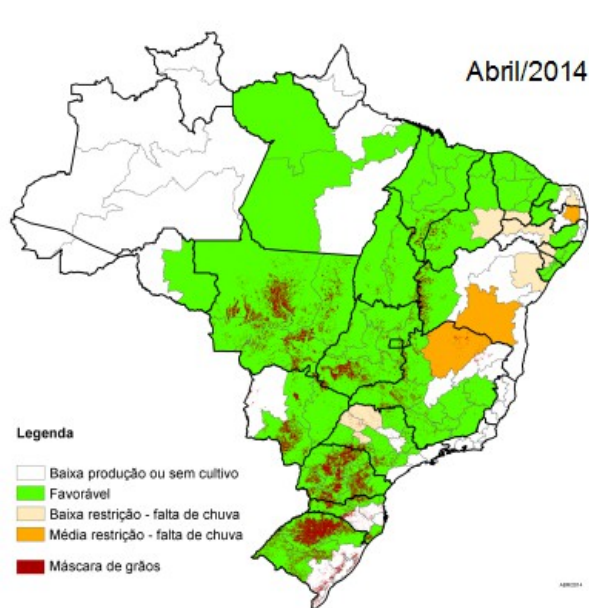 Abril/2014
Legenda
Baixa produção ou sem cultivo
Favorável
Baixa restrição - falta de chuva
Média restrição - falta de chuva
Máscara de grãos